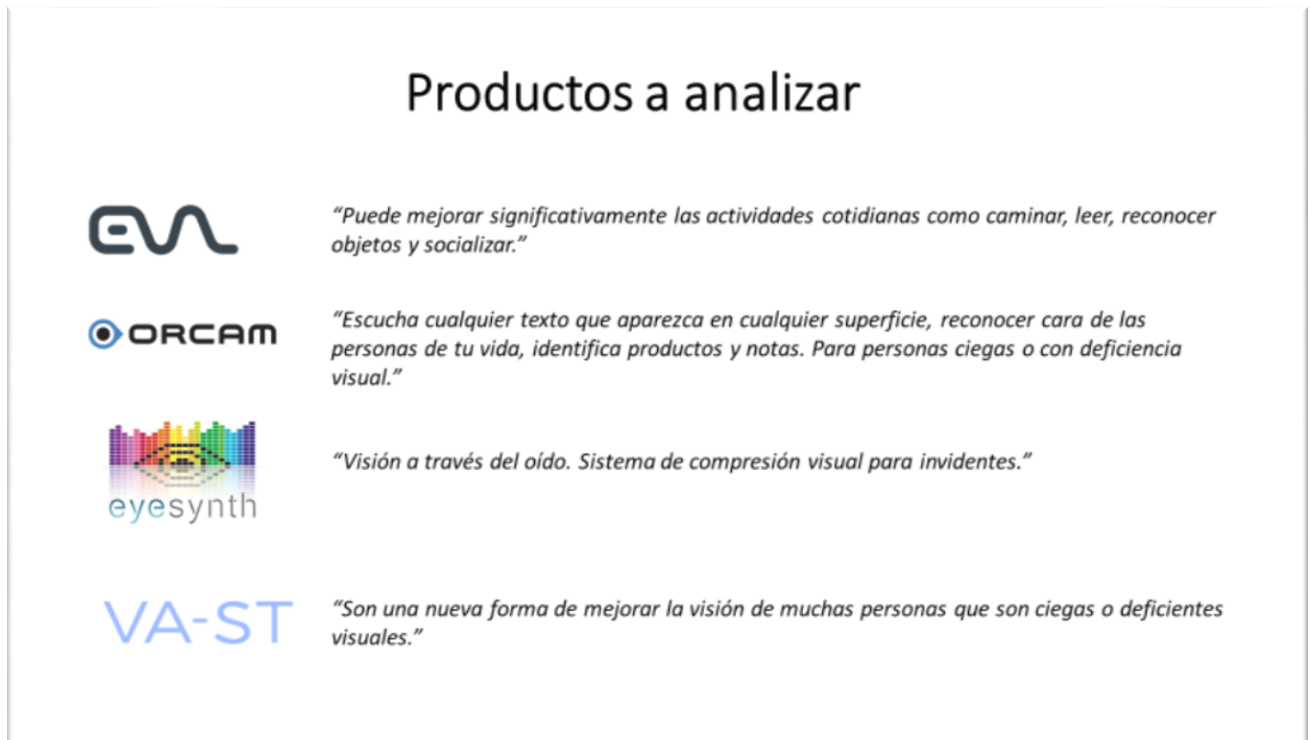 Productos a analizar
EVA
“Puede mejorar significativamente las actividades cotidianas como caminar, leer, reconocer
objetos y socializar.”
ORCAM
“Escucha cualquier texto que aparezca en cualquier superficie, reconocer cara de las
personas de tu vida, identifica productos y notas. Para personas ciegas o con deficiencia
visual.”
eyesynth
“Visión a través del oído. Sistema de compresión visual para invidentes.”
VA-ST
“Son una nueva forma de mejorar la visión de muchas personas que son ciegas o deficientes
visuales.”